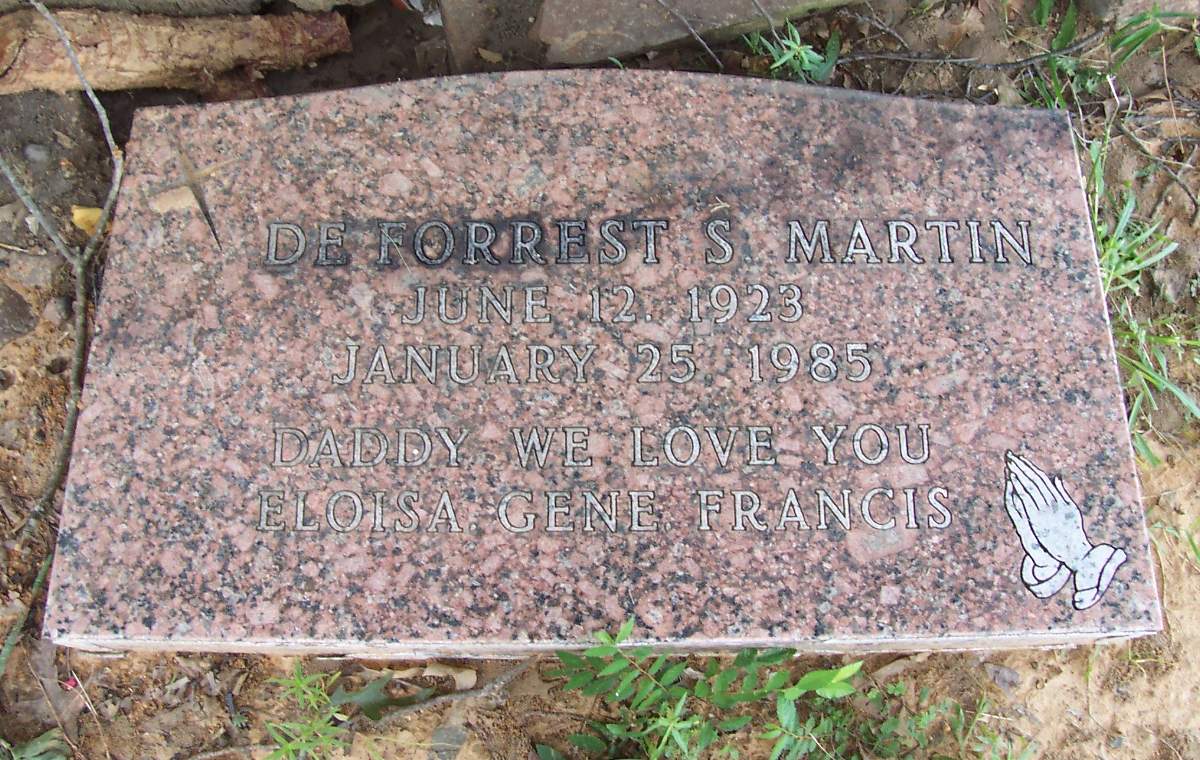 DE FORREST S. MARTIN
JUNE 12. 1923
JANUARY 25 1985
DADDY WE LOVE YOU
ELOISA. GENE. FRANCIS